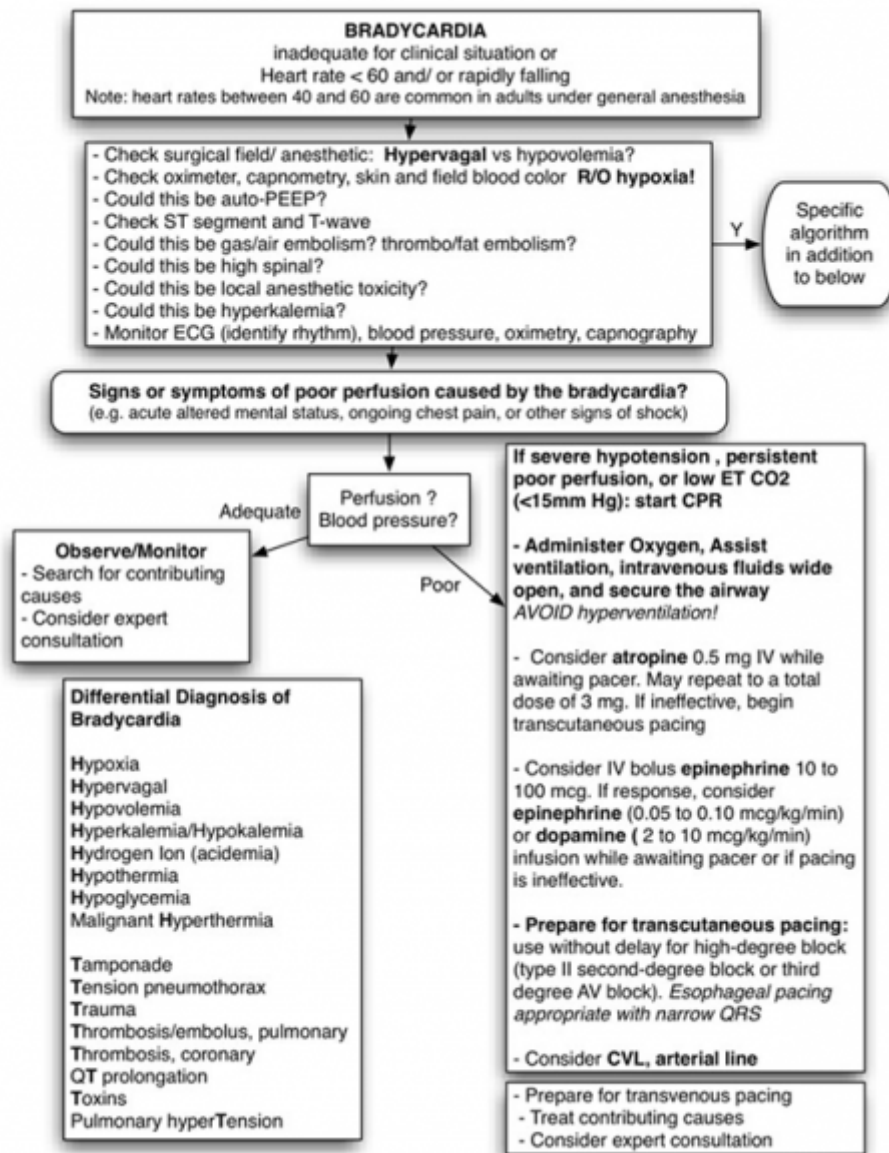 BRADYCARDIA
inadequate for clinical situation or
Heart rate < 60 and/ or rapidly falling
Note: heart rates between 40 and 60 are common in adults under general anesthesia
- Check surgical field/ anesthetic: Hypervagal vs hypovolemia?
- Check oximeter, capnometry, skin and field blood color R/O hypoxia!
- Could this be auto-PEEP?
- Check ST segment and T-wave
- Could this be gas/air embolism? thrombo/fat embolism?
- Could this be high spinal?
- Could this be local anesthetic toxicity?
- Could this be hyperkalemia?
- Monitor ECG (identify rhythm), blood pressure, oximetry, capnography
Y
Specific
algorithm
in addition
to below
Signs or symptoms of poor perfusion caused by the bradycardia?
(e.g. acute altered mental status, ongoing chest pain, or other signs of shock)
Perfusion ?
Blood pressure?
Adequate
Poor
Observe/Monitor
- Search for contributing
causes
- Consider expert
consultation
Differential Diagnosis of
Bradycardia
Hypoxia
Hypervagal
Hypovolemia
Hyperkalemia/Hypokalemia
Hydrogen Ion (acidemia)
Hypothermia
Hypoglycemia
Malignant Hyperthermia
Tamponade
Tension pneumothorax
Trauma
Thrombosis/embolus, pulmonary
Thrombosis, coronary
QT prolongation
Toxins
Pulmonary hyperTension
If severe hypotension , persistent
poor perfusion, or low ET CO2
(<15mm Hg): start CPR
- Administer Oxygen, Assist
ventilation, intravenous fluids wide
open, and secure the airway
AVOID hyperventilation!
- Consider atropine 0.5 mg IV while
awaiting pacer. May repeat to a total
dose of 3 mg. If ineffective, begin
transcutaneous pacing
- Consider IV bolus epinephrine 10 to
100 mcg. If response, consider
epinephrine (0.05 to 0.10 mcg/kg/min)
or dopamine ( 2 to 10 mcg/kg/min)
infusion while awaiting pacer or if pacing
is ineffective.
- Prepare for transcutaneous pacing:
use without delay for high-degree block
(type II second-degree block or third
degree AV block). Esophageal pacing
appropriate with narrow QRS
- Consider CVL, arterial line
- Prepare for transvenous pacing
- Treat contributing causes
- Consider expert consultation